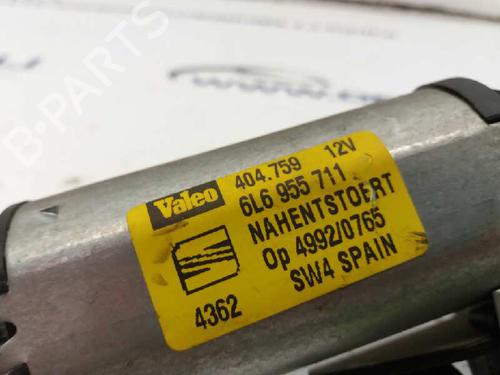 B-PARTS
Valeo 404.759 12V
6L6 955 711
NAHENTSTOERT
Op 4992/0765
4362 SW4 SPAIN